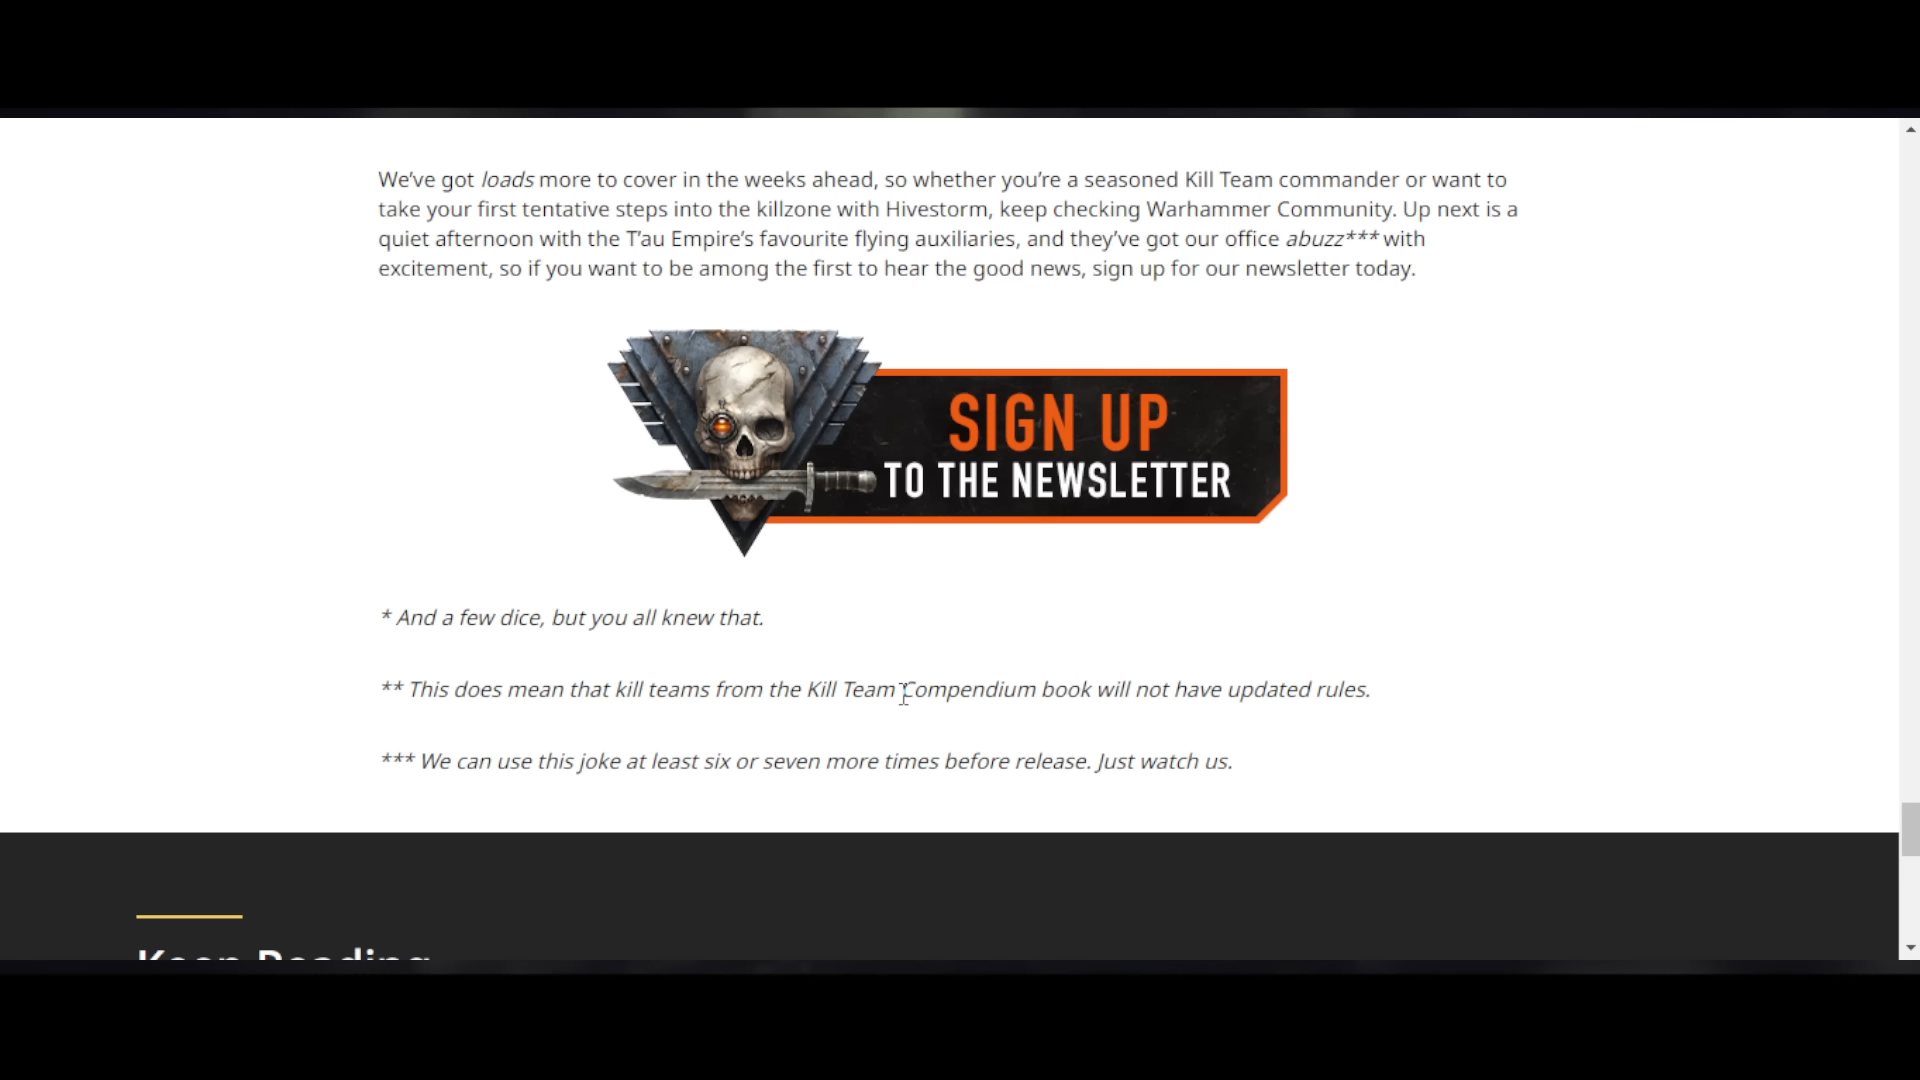 We've got loads more to cover in the weeks ahead, so whether you're a seasoned Kill Team commander or want to
take your first tentative steps into the killzone with Hivestorm, keep checking Warhammer Community. Up next is a
quiet afternoon with the T'au Empire's favourite flying auxiliaries, and they've got our office abuzz*** with
excitement, so if you want to be among the first to hear the good news, sign up for our newsletter today.
SIGN UP
TO THE NEWSLETTER
* And a few dice, but you all knew that.
** This does mean that kill teams from the Kill Team Compendium book will not have updated rules.
*** We can use this joke at least six or seven more times before release. Just watch us.
Keep Reading